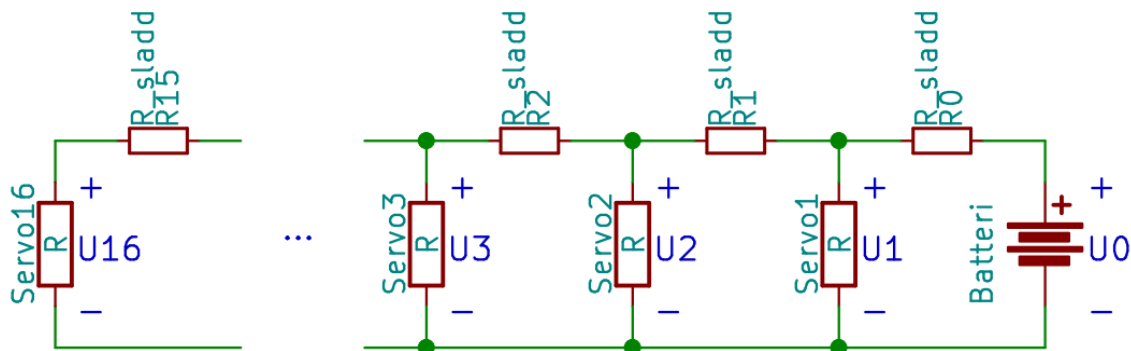 R_sladd
R15
R_sladd
R2
R_sladd
R1
R_sladd
R0
Servo16
R
+
U16
−
...
Servo3
R
+
U3
−
Servo2
R
+
U2
−
Servo1
R
+
U1
−
Batteri
+
+
U0
−